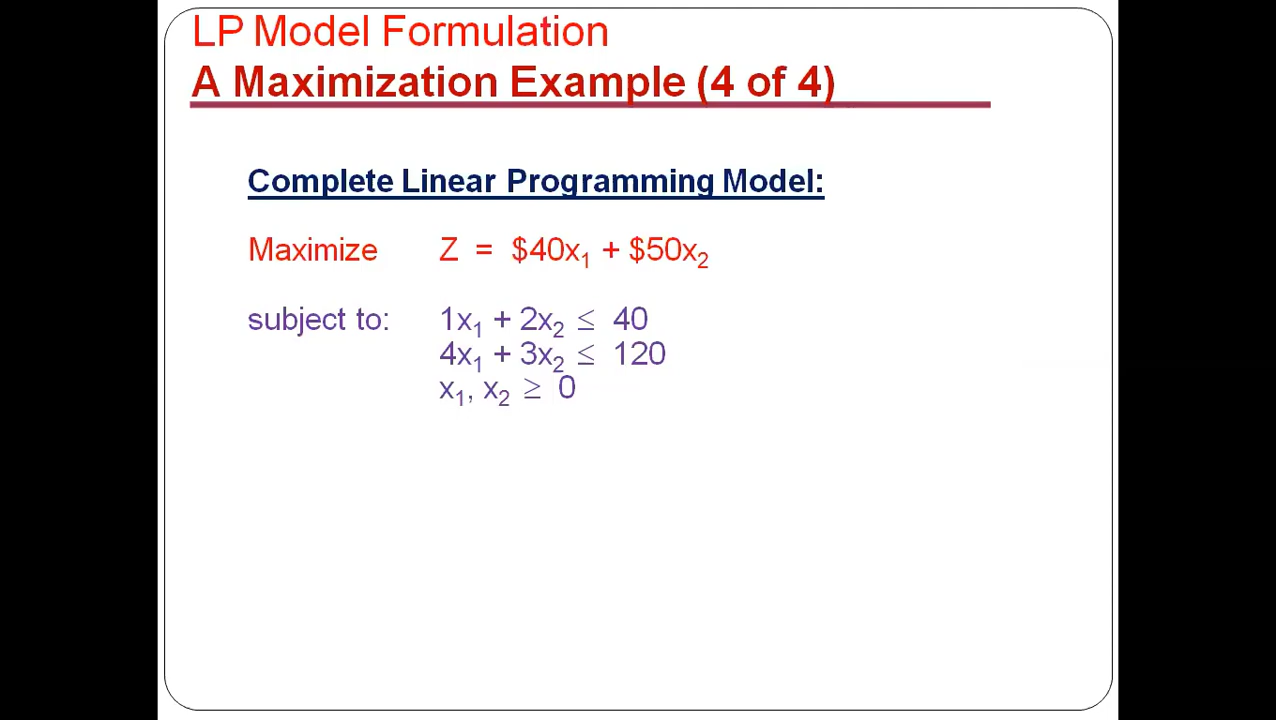 LP Model Formulation
A Maximization Example (4 of 4)
Complete Linear Programming Model:
Maximize Z = $40x₁ + $50x₂
subject to: 1x₁ + 2x₂ ≤ 40
4x₁ + 3x₂ ≤ 120
x₁, x₂ ≥ 0